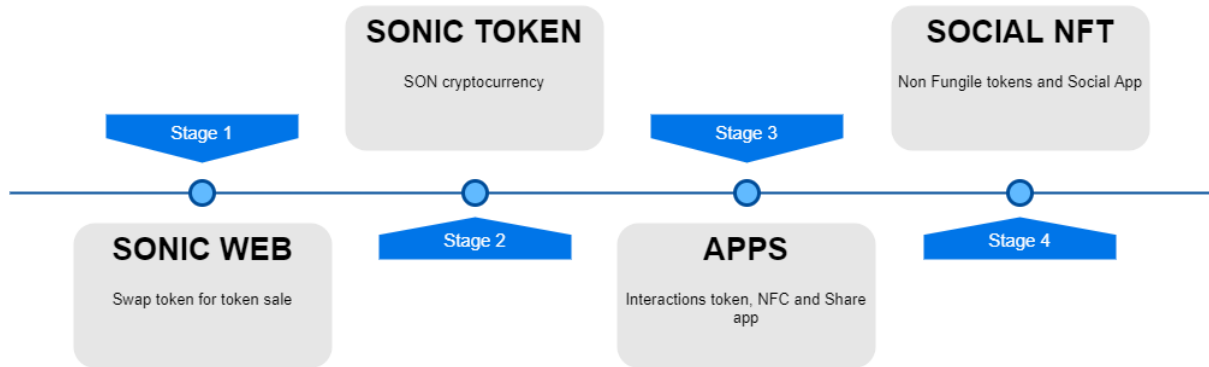 Stage 1
SONIC WEB
Swap token for token sale
SONIC TOKEN
SON cryptocurrency
Stage 2
Stage 3
APPS
Interactions token, NFC and Share
app
SOCIAL NFT
Non Fungile tokens and Social App
Stage 4